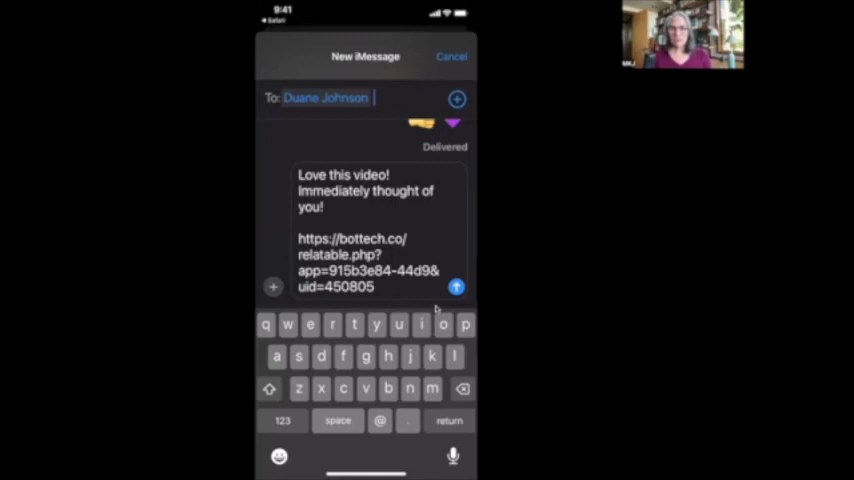 9:41
Safari
New iMessage
Cancel
To: Duane Johnson
Delivered
Love this video!
Immediately thought of
you!
https://bottech.co/
relatable.php?
app=915b3e84-44d9&
uid=450805
q w e r t y u i o p
a s d f g h j k l
z x c v b n m
123 space @ . return